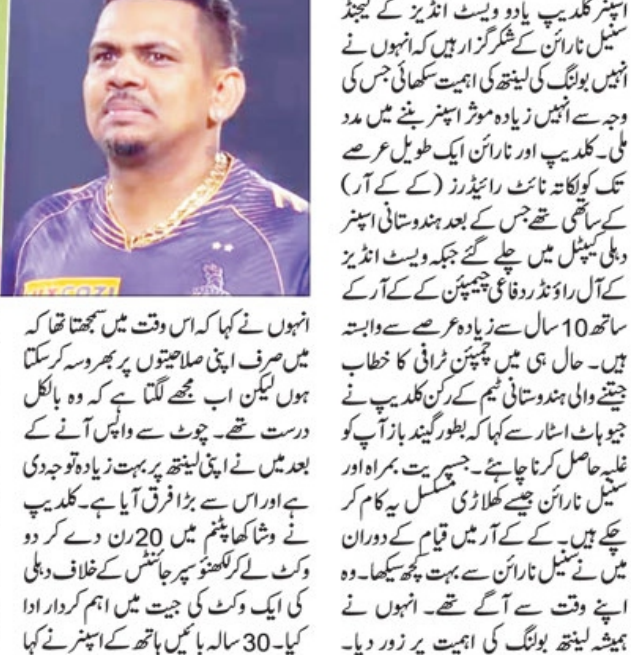 اسپنر کلدیپ یادو ویسٹ انڈیز کے لیجنڈ
سنیل نارائن کے شکر گزار ہیں کہ انہوں نے
انہیں بولنگ کی لینتھ کی اہمیت سکھائی جس کی
وجہ سے انہیں زیادہ موثر اسپنر بننے میں مدد
ملی۔ کلدیپ اور نارائن ایک طویل عرصے
تک کولکاتہ نائٹ رائیڈرز (کے کے آر)
کے ساتھی تھے جس کے بعد ہندوستانی اسپنر
دہلی کیپٹل میں چلے گئے جبکہ ویسٹ انڈیز
کے آل راؤنڈر دفاعی چیمپئن کے کے آر کے
ساتھ 10 سال سے زیادہ عرصے سے وابستہ
ہیں۔ حال ہی میں چمپئن ٹرافی کا خطاب
جیتنے والی ہندوستانی ٹیم کے رکن کلدیپ نے
جیو ہاٹ اسٹار سے کہا کہ بطور گیند باز آپ کو
غلبہ حاصل کرنا چاہئے۔ جسپریت بمراہ اور
سنیل نارائن جیسے کھلاڑی مسلسل یہ کام کر
چکے ہیں۔ کے کے آر میں قیام کے دوران
میں نے سنیل نارائن سے بہت کچھ سیکھا۔ وہ
اپنے وقت سے آگے تھے۔ انہوں نے
ہمیشہ لینتھ بولنگ کی اہمیت پر زور دیا۔
انہوں نے کہا کہ اس وقت میں سمجھتا تھا کہ
میں صرف اپنی صلاحیتوں پر بھروسہ کر سکتا
ہوں لیکن اب مجھے لگتا ہے کہ وہ بالکل
درست تھے۔ چوٹ سے واپس آنے کے
بعد میں نے اپنی لینتھ پر بہت زیادہ توجہ دی
ہے اور اس سے بڑا فرق آیا ہے۔ کلدیپ
نے وشاکھاپٹنم میں 20 رن دے کر دو
وکٹ لے کر لکھنؤ سپر جائنٹس کے خلاف دہلی
کی ایک وکٹ کی جیت میں اہم کردار ادا
کیا۔ 30 سالہ بائیں ہاتھ کے اسپنر نے کہا